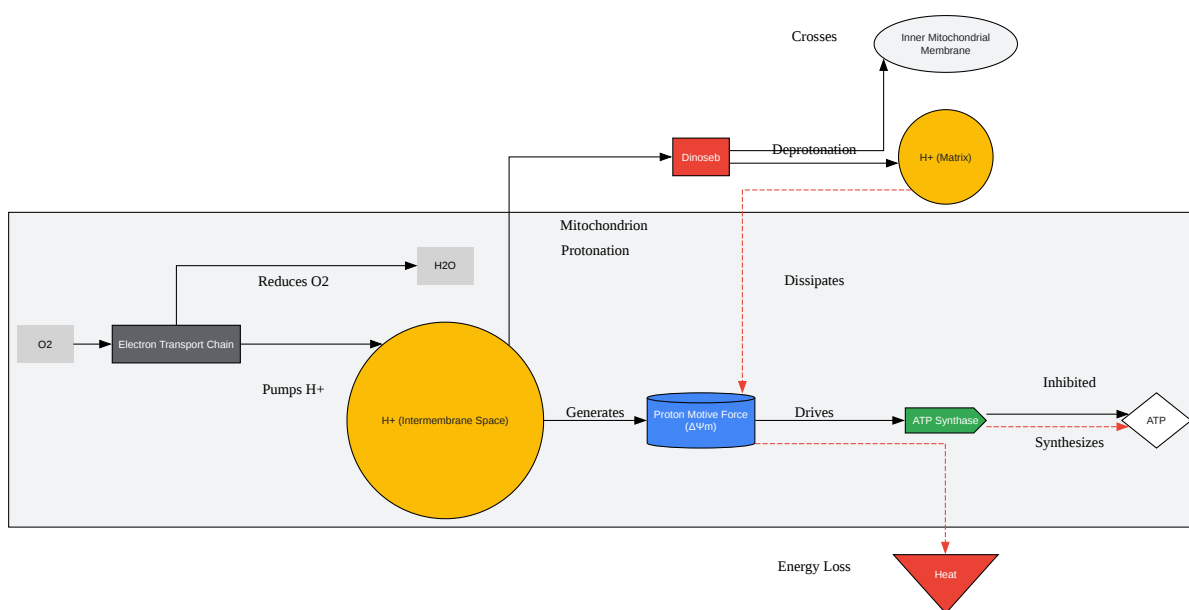 Crosses
Inner Mitochondrial
Membrane
Dinoseb
Deprotonation
H+ (Matrix)
Mitochondrion
Protonation
H2O
Reduces O2
Dissipates
O2
Electron Transport Chain
Pumps H+
H+ (Intermembrane Space)
Generates
Proton Motive Force
(ΔΨm)
Drives
ATP Synthase
Inhibited
Synthesizes
ATP
Energy Loss
Heat